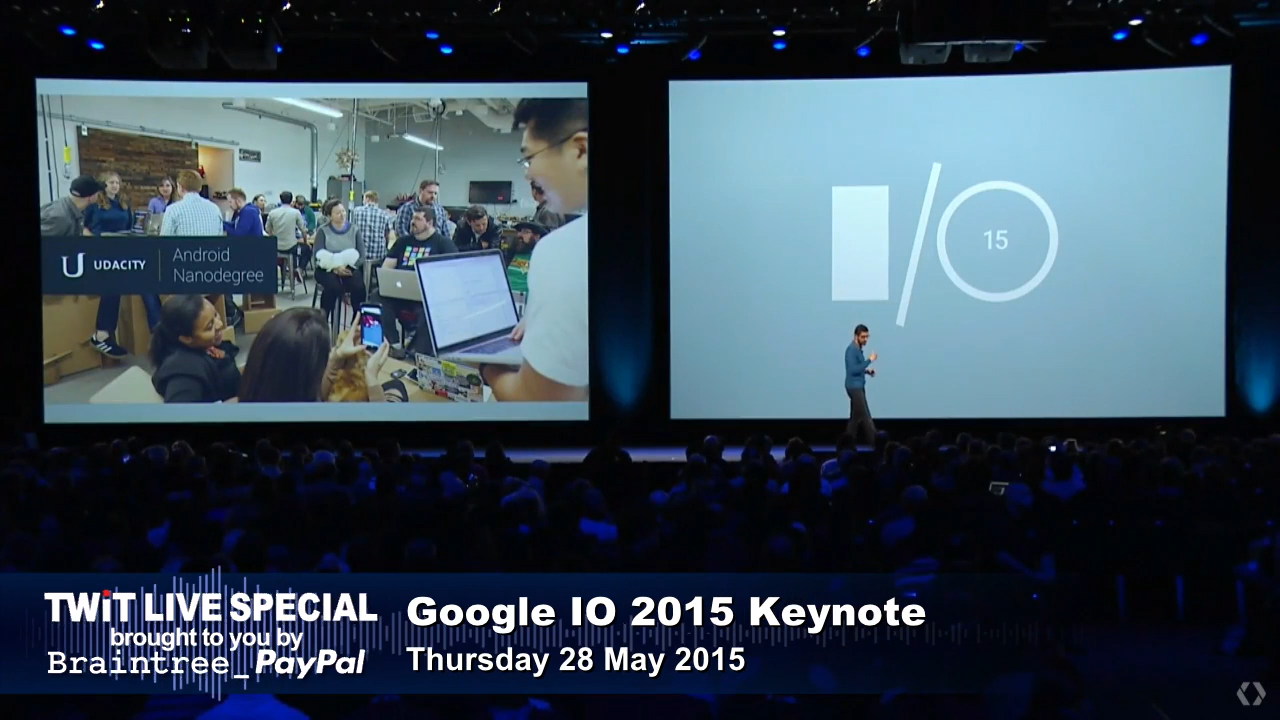 UDACITY
Android
Nanodegree
I/O
15
TWiT LIVE SPECIAL
brought to you by
Braintree_PayPal
Google IO 2015 Keynote
Thursday 28 May 2015